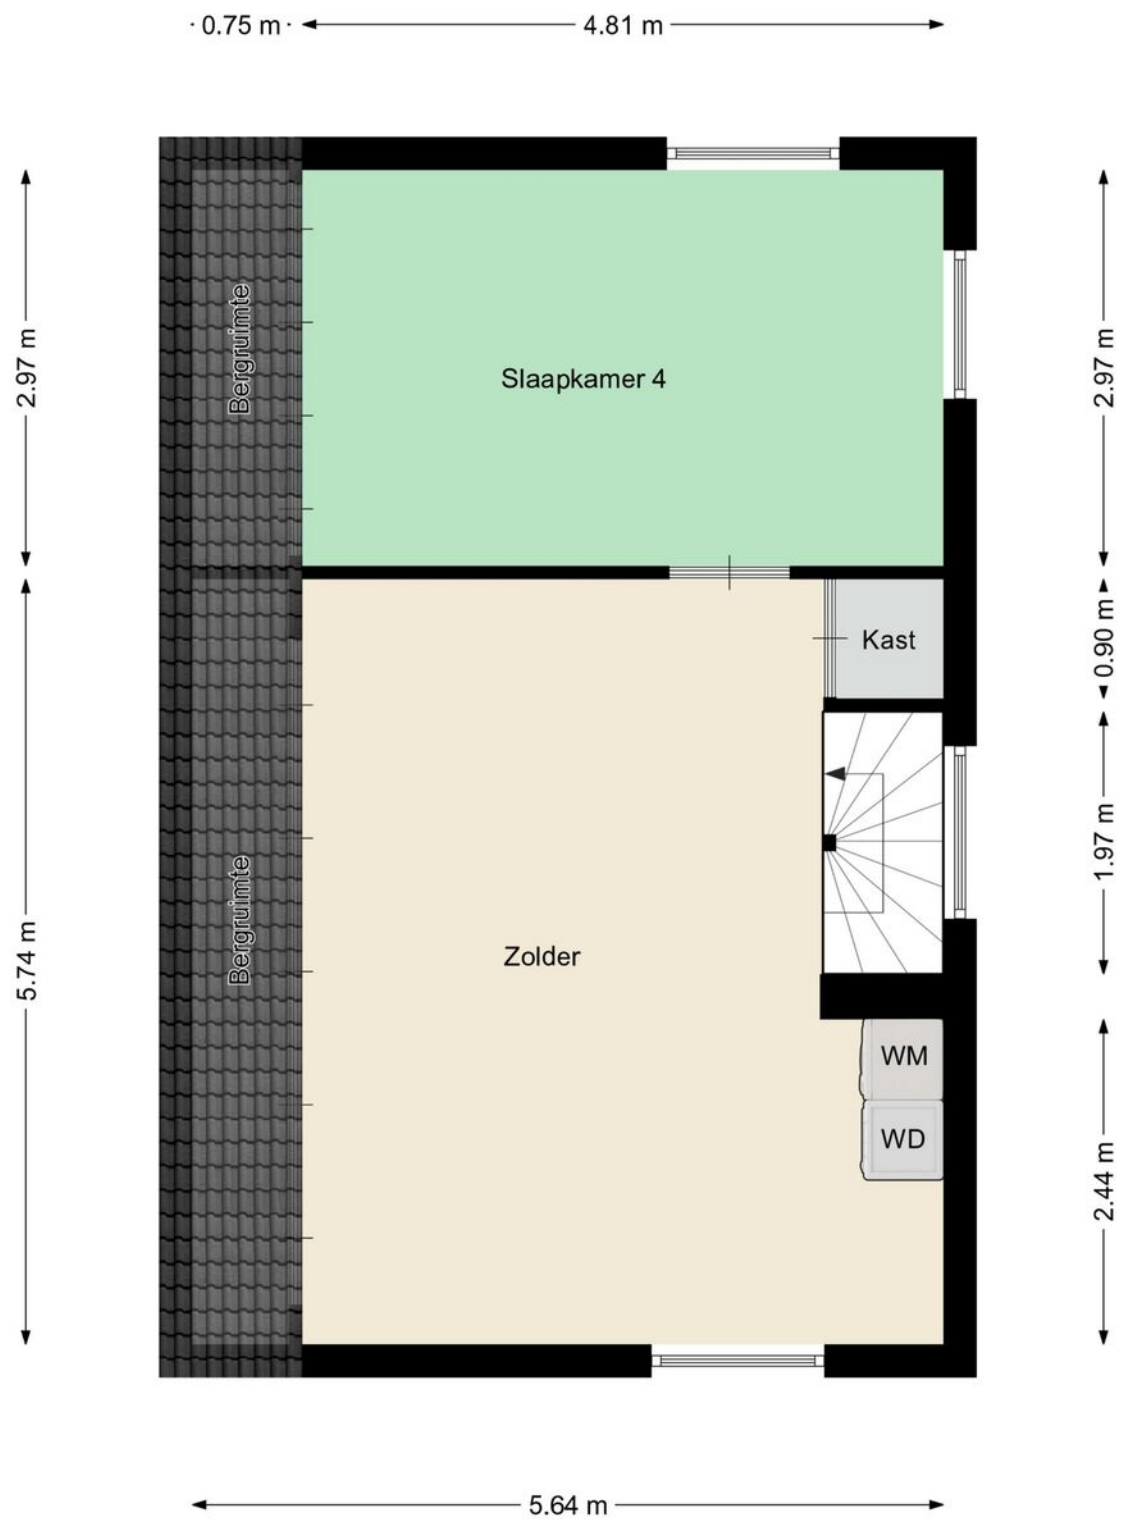 0.75 m
4.81 m
2.97 m
2.97 m
Bergruimte
Slaapkamer 4
0.90 m
Kast
1.97 m
5.74 m
Bergruimte
Zolder
WM
WD
2.44 m
5.64 m